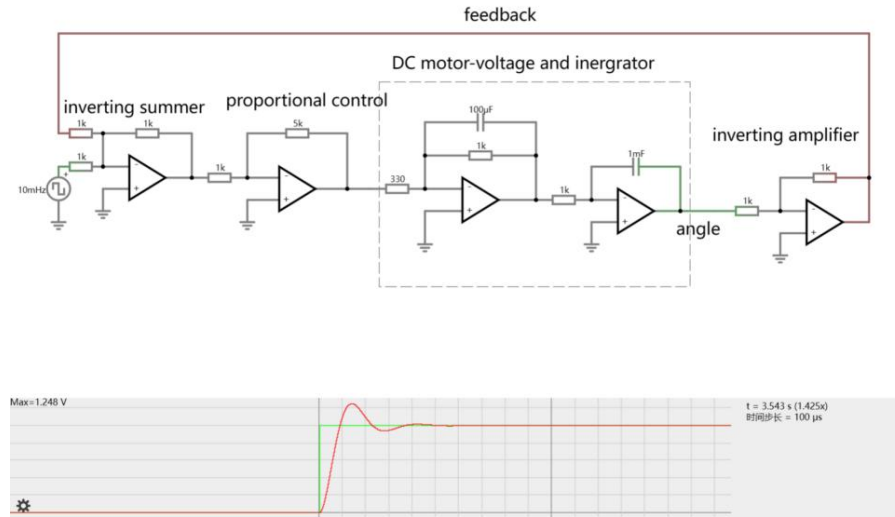 feedback
DC motor-voltage and inergrator
inverting summer
proportional control
inverting amplifier
1k
1k
1k
10mHz
1k
5k
330
100μF
1k
1k
1mF
angle
1k
1k
Max=1.248 V
t = 3.543 s (1.425x)
时间步长 = 100 μs